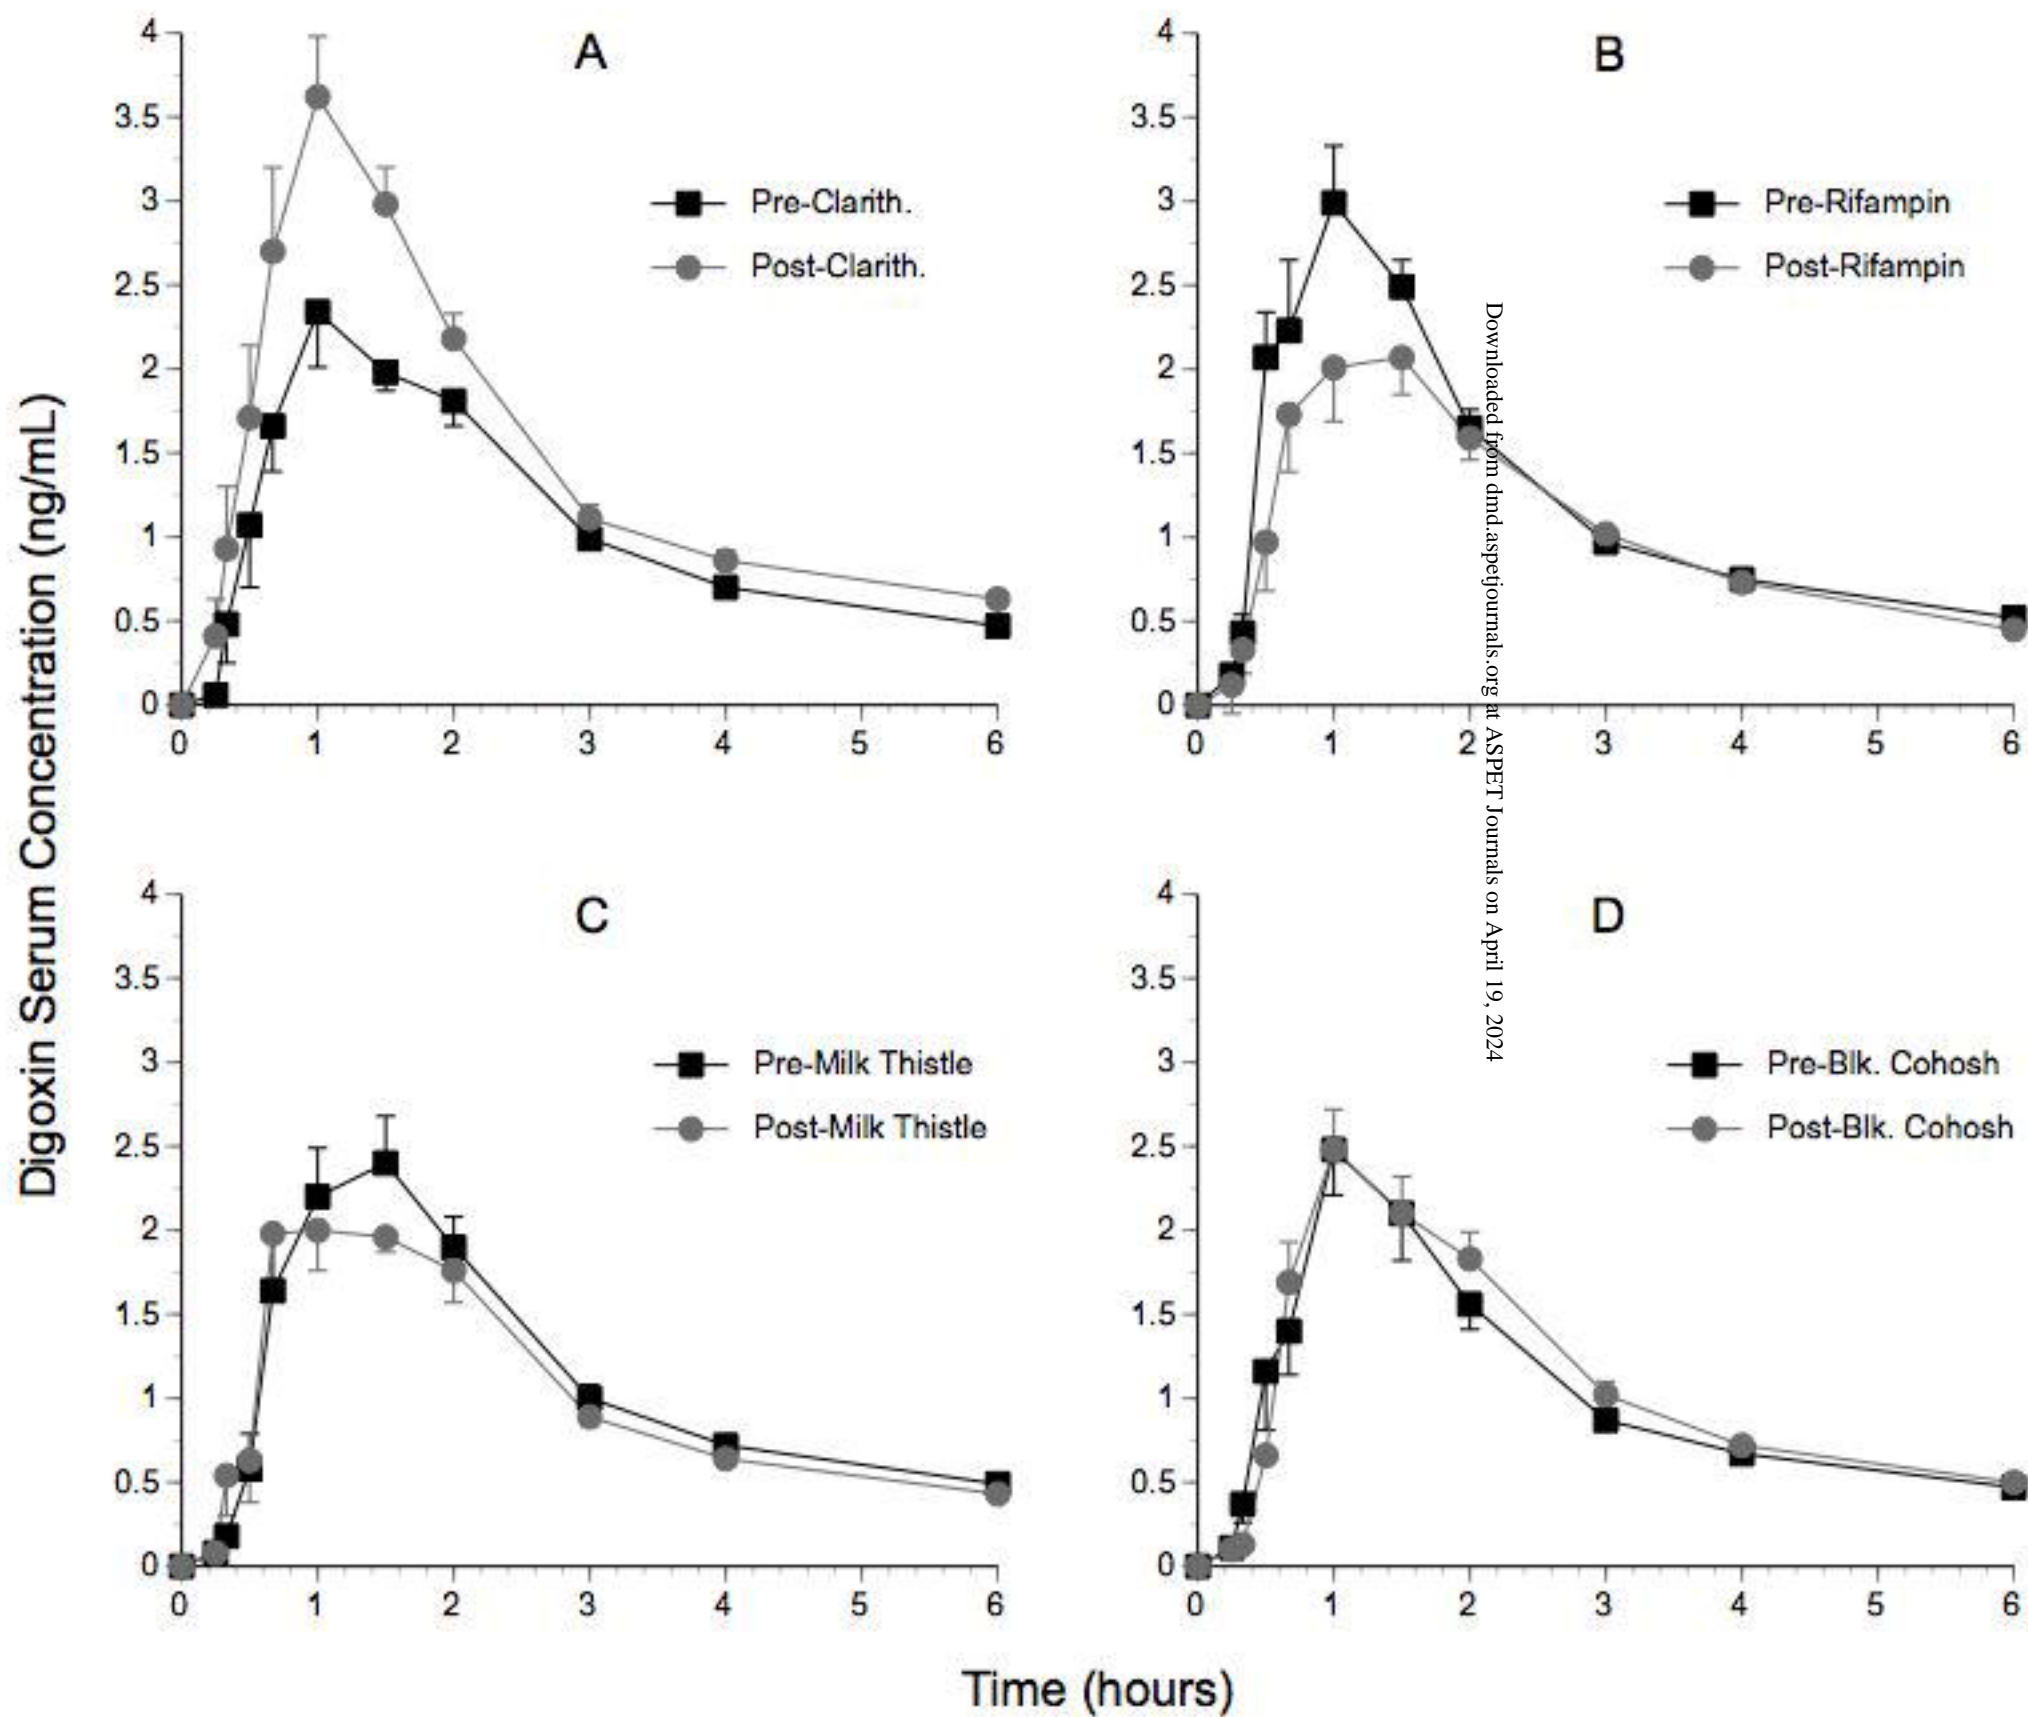 Digoxin Serum Concentration (ng/mL)
A
4
3.5
3
2.5
2
1.5
1
0.5
0
0 1 2 3 4 5 6
Pre-Clarith.
Post-Clarith.
B
4
3.5
3
2.5
2
1.5
1
0.5
0
0 1 2 3 4 5 6
Pre-Rifampin
Post-Rifampin
C
4
3.5
3
2.5
2
1.5
1
0.5
0
0 1 2 3 4 5 6
Pre-Milk Thistle
Post-Milk Thistle
D
4
3.5
3
2.5
2
1.5
1
0.5
0
0 1 2 3 4 5 6
Pre-Blk. Cohosh
Post-Blk. Cohosh
Time (hours)
Downloaded from dmd.aspetjournals.org at ASPET Journals on April 19, 2024